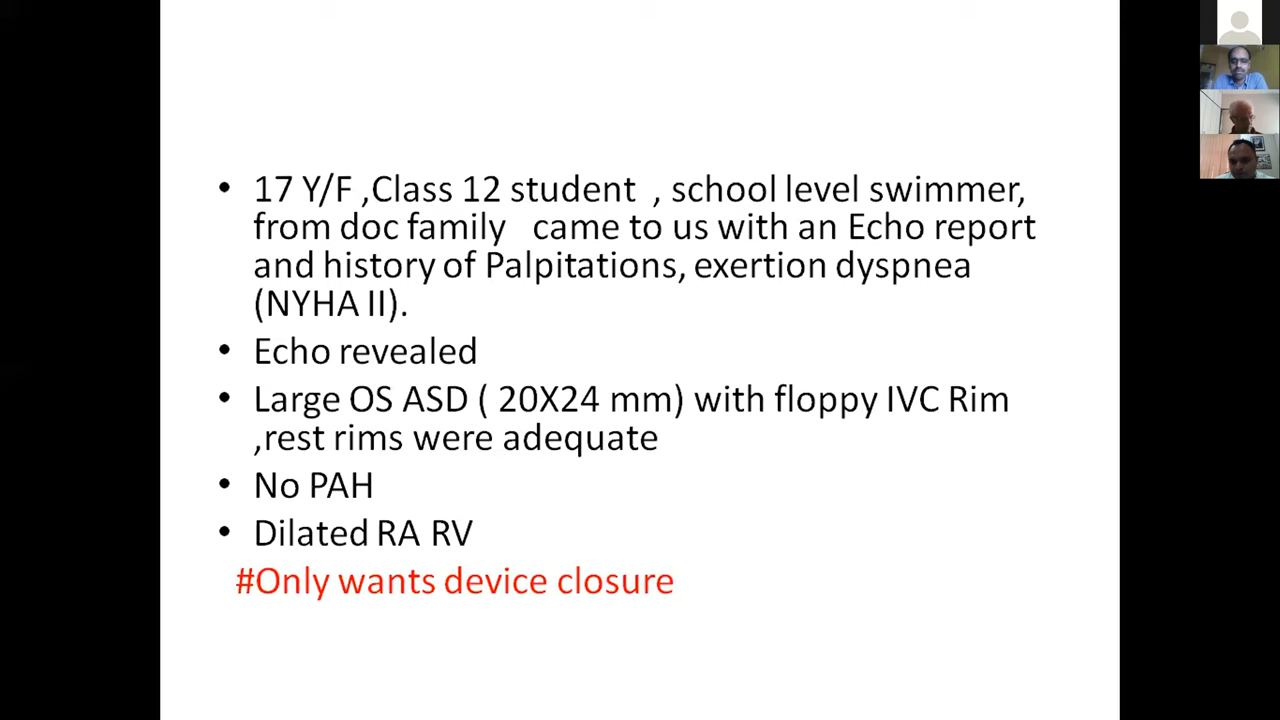 • 17 Y/F ,Class 12 student , school level swimmer,
from doc family came to us with an Echo report
and history of Palpitations, exertion dyspnea
(NYHA II).
• Echo revealed
• Large OS ASD ( 20X24 mm) with floppy IVC Rim
,rest rims were adequate
• No PAH
• Dilated RA RV
#Only wants device closure